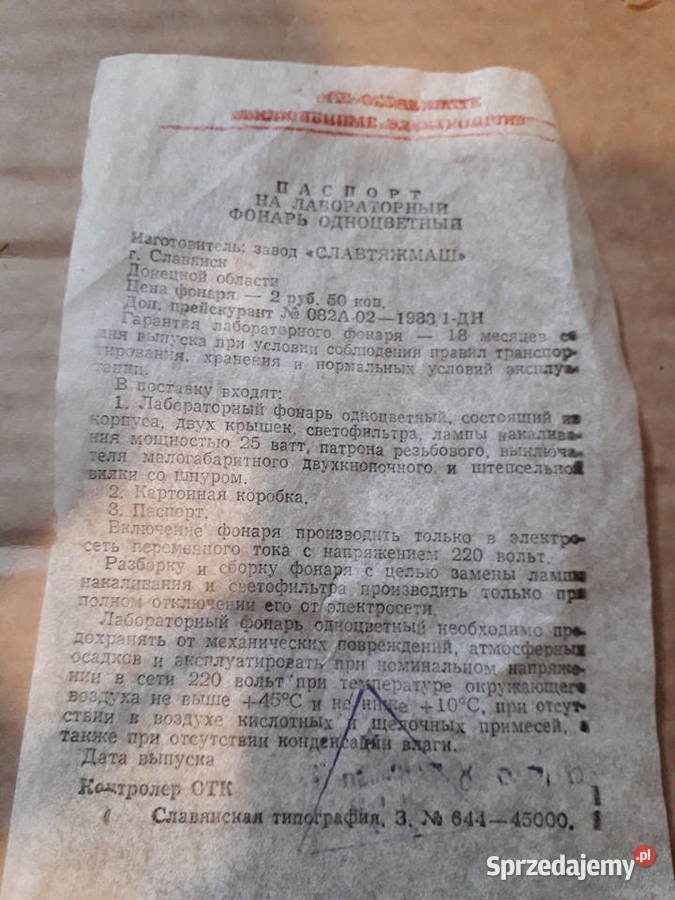 ПАСПОРТ
НА ЛАБОРАТОРНЫЙ
ФОНАРЬ ОДНОЦВЕТНЫЙ
Изготовитель: завод «СЛАВТЯЖМАШ»
г. Славянск
Донецкой области
Цена фонаря — 2 руб. 50 коп.
Доп. прейскурант № 082А-02—1983/1-ДН
Гарантия лабораторного фонаря — 18 месяцев со
дня выпуска при условии соблюдения правил транспор-
тирования, хранения и нормальных условий эксплуа-
тации.
В поставку входят:
1. Лабораторный фонарь одноцветный, состоящий из
корпуса, двух крышек, светофильтра, лампы накалива-
ния мощностью 25 ватт, патрона резьбового, выключа-
теля малогабаритного двухкнопочного и штепсельной
вилки со шнуром.
2. Картонная коробка.
3. Паспорт.
Включение фонаря производить только в электро-
сеть переменного тока с напряжением 220 вольт.
Разборку и сборку фонаря с целью замены лампы
накаливания и светофильтра производить только при
полном отключении его от электросети.
Лабораторный фонарь одноцветный необходимо пре-
дохранять от механических повреждений, атмосферных
осадков и эксплуатировать при номинальном напряже-
нии в сети 220 вольт при температуре окружающего
воздуха не выше +45°С и не ниже +10°С, при отсут-
ствии в воздухе кислотных и щелочных примесей, а
также при отсутствии конденсации влаги.
Дата выпуска
Контролер ОТК
Славянская типография. З. № 644—45000.
Sprzedajemy.pl